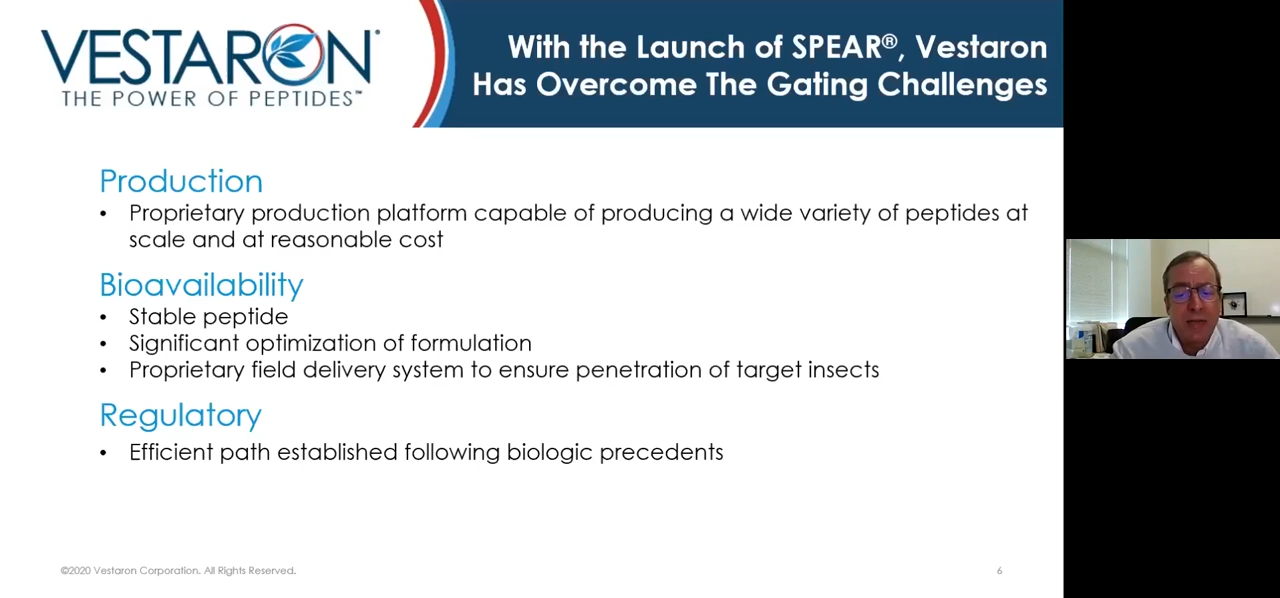 VESTARON®
THE POWER OF PEPTIDES™
With the Launch of SPEAR®, Vestaron
Has Overcome The Gating Challenges
Production
• Proprietary production platform capable of producing a wide variety of peptides at
scale and at reasonable cost
Bioavailability
• Stable peptide
• Significant optimization of formulation
• Proprietary field delivery system to ensure penetration of target insects
Regulatory
• Efficient path established following biologic precedents
©2020 Vestaron Corporation. All Rights Reserved.
6